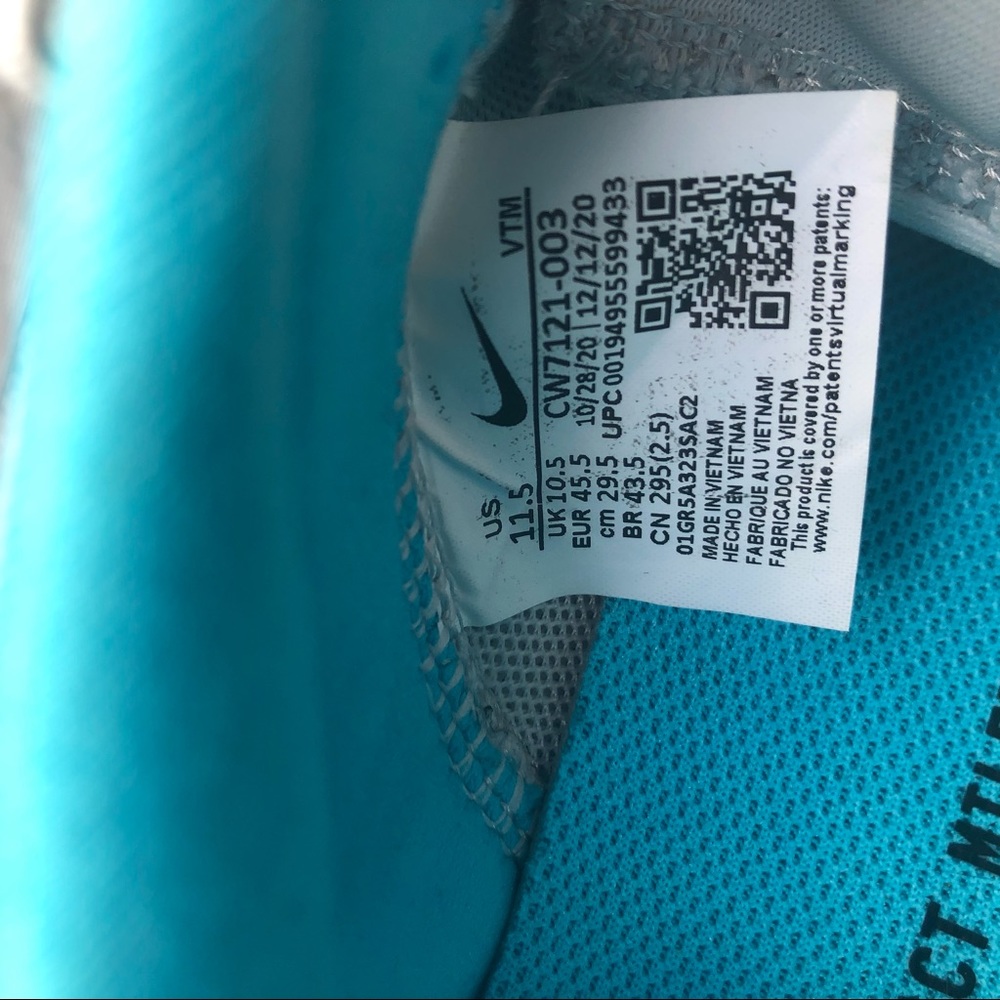 VTM
US
11.5
UK 10.5
EUR 45.5
cm 29.5
BR 43.5
CN 295(2.5)
CW7121-003
10/28/20 | 12/12/20
UPC 00194955599433
01GR5A323SAC2
MADE IN VIETNAM
HECHO EN VIETNAM
FABRIQUE AU VIETNAM
FABRICADO NO VIETNA
This product is covered by one or more patents:
www.nike.com/patentsvirtualmarking
CT